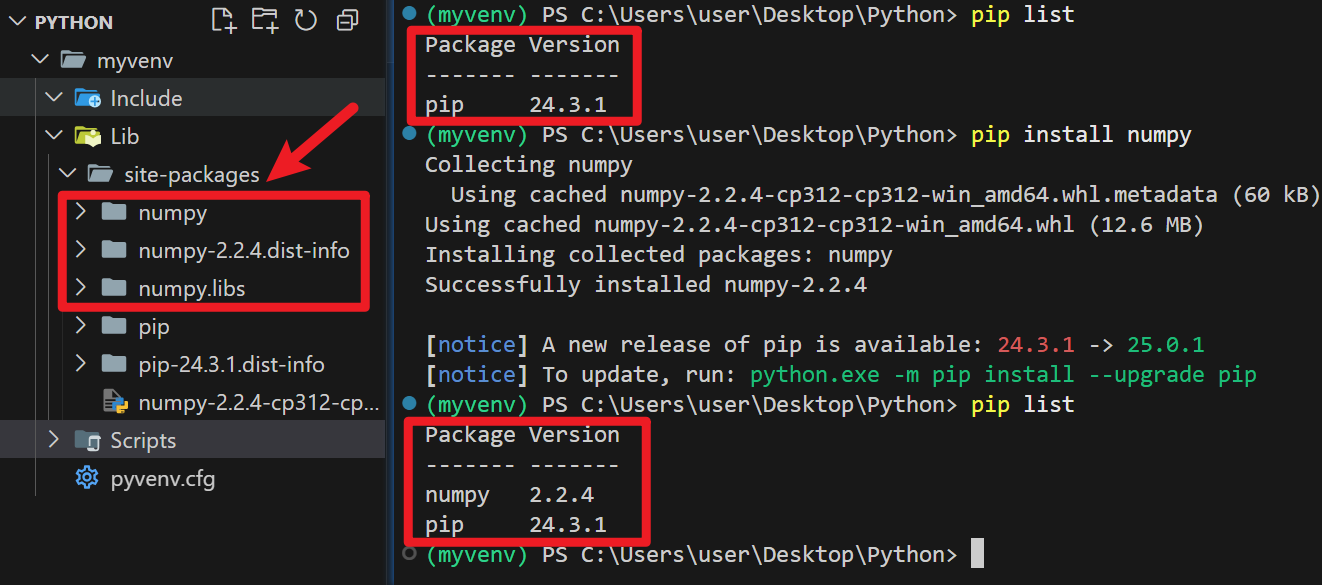 PYTHON
myvenv
Include
Lib
site-packages
numpy
numpy-2.2.4.dist-info
numpy.libs
pip
pip-24.3.1.dist-info
numpy-2.2.4-cp312-cp...
Scripts
pyvenv.cfg
(myvenv) PS C:\Users\user\Desktop\Python> pip list
Package Version
------- -------
pip     24.3.1
(myvenv) PS C:\Users\user\Desktop\Python> pip install numpy
Collecting numpy
  Using cached numpy-2.2.4-cp312-cp312-win_amd64.whl.metadata (60 kB)
Using cached numpy-2.2.4-cp312-cp312-win_amd64.whl (12.6 MB)
Installing collected packages: numpy
Successfully installed numpy-2.2.4
[notice] A new release of pip is available: 24.3.1 -> 25.0.1
[notice] To update, run: python.exe -m pip install --upgrade pip
(myvenv) PS C:\Users\user\Desktop\Python> pip list
Package Version
------- -------
numpy   2.2.4
pip     24.3.1
(myvenv) PS C:\Users\user\Desktop\Python>